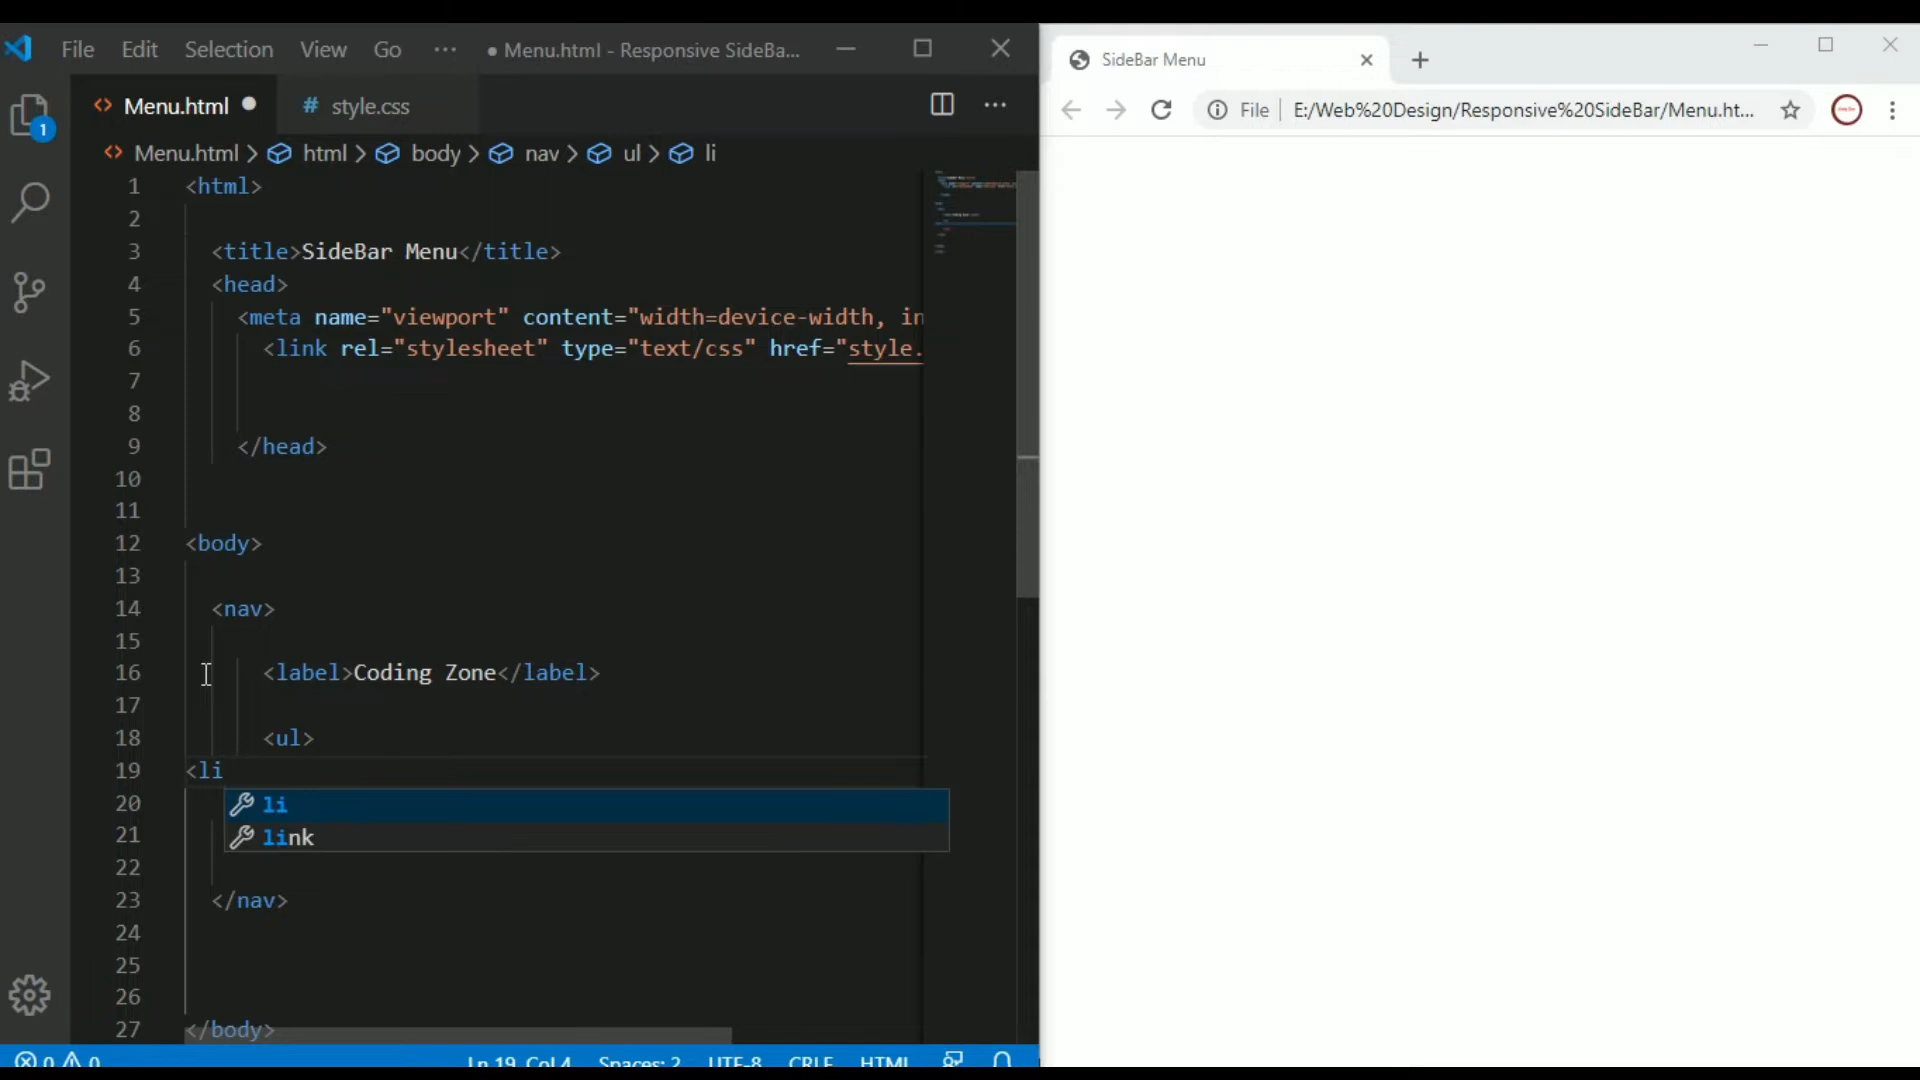 File Edit Selection View Go ··· ● Menu.html - Responsive SideBa...
Menu.html ● # style.css
Menu.html > html > body > nav > ul > li
1 <html>
2
3 <title>SideBar Menu</title>
4 <head>
5 <meta name="viewport" content="width=device-width, in
6 <link rel="stylesheet" type="text/css" href="style.
7
8
9 </head>
10
11
12 <body>
13
14 <nav>
15
16 <label>Coding Zone</label>
17
18 <ul>
19 <li
20 li
21 link
22
23 </nav>
24
25
26
27 </body>
0 0 Ln 19, Col 4 Spaces: 2 UTF-8 CRLF HTML
1
SideBar Menu
File | E:/Web%20Design/Responsive%20SideBar/Menu.ht...